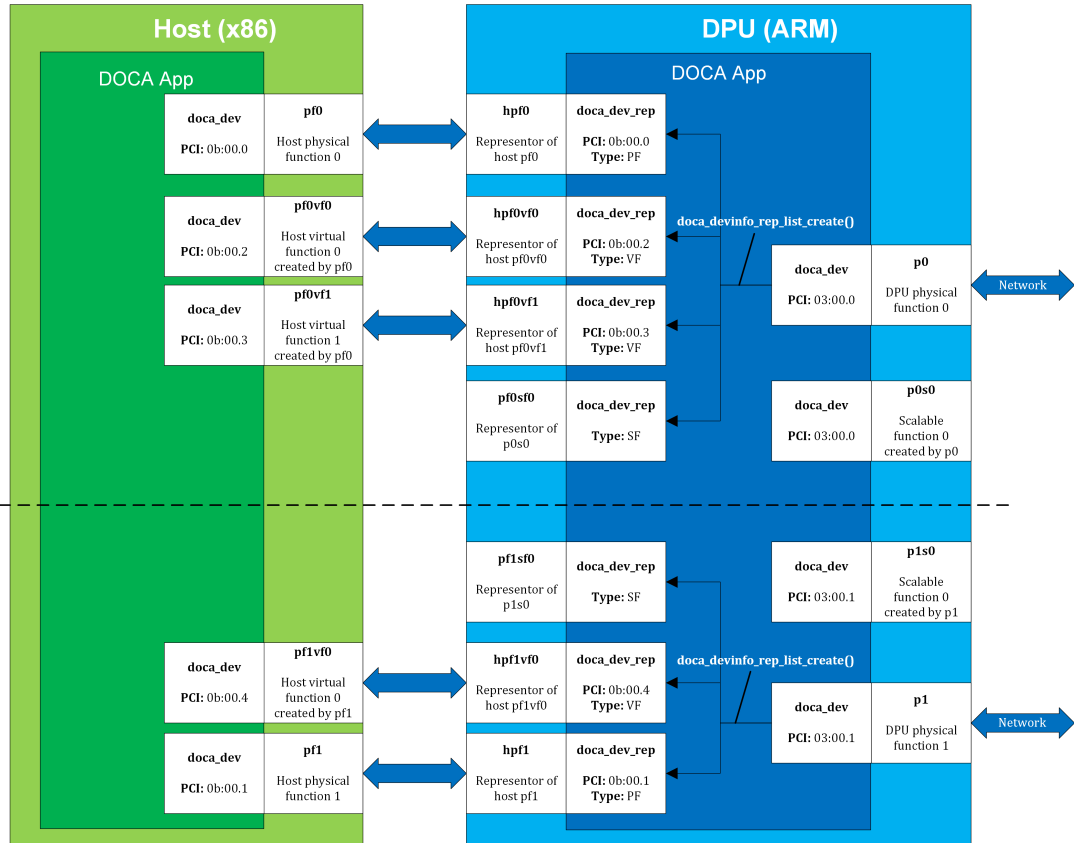 Host (x86)
DOCA App
doca_dev
PCI: 0b:00.0
pf0
Host physical
function 0
doca_dev
PCI: 0b:00.2
pf0vf0
Host virtual
function 0
created by pf0
doca_dev
PCI: 0b:00.3
pf0vf1
Host virtual
function 1
created by pf0
doca_dev
PCI: 0b:00.4
pf1vf0
Host virtual
function 0
created by pf1
doca_dev
PCI: 0b:00.1
pf1
Host physical
function 1
DPU (ARM)
DOCA App
hpf0
Representor of
host pf0
doca_dev_rep
PCI: 0b:00.0
Type: PF
hpf0vf0
Representor of
host pf0vf0
doca_dev_rep
PCI: 0b:00.2
Type: VF
hpf0vf1
Representor of
host pf0vf1
doca_dev_rep
PCI: 0b:00.3
Type: VF
pf0sf0
Representor of
p0s0
doca_dev_rep
Type: SF
doca_devinfo_rep_list_create()
doca_dev
PCI: 03:00.0
p0
DPU physical
function 0
Network
doca_dev
PCI: 03:00.0
p0s0
Scalable
function 0
created by p0
pf1sf0
Representor of
p1s0
doca_dev_rep
Type: SF
doca_dev
PCI: 03:00.1
p1s0
Scalable
function 0
created by p1
hpf1vf0
Representor of
host pf1vf0
doca_dev_rep
PCI: 0b:00.4
Type: VF
doca_devinfo_rep_list_create()
doca_dev
PCI: 03:00.1
p1
DPU physical
function 1
Network
hpf1
Representor of
host pf1
doca_dev_rep
PCI: 0b:00.1
Type: PF